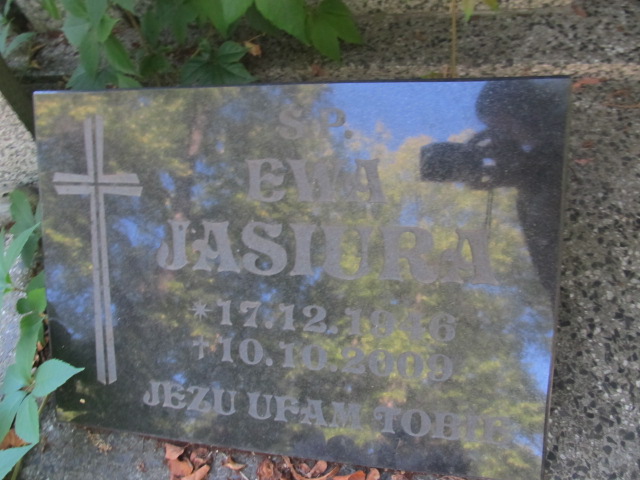 Ś.P.
EWA
JASIURA
*17.12.1946
†10.10.2009
JEZU UFAM TOBIE